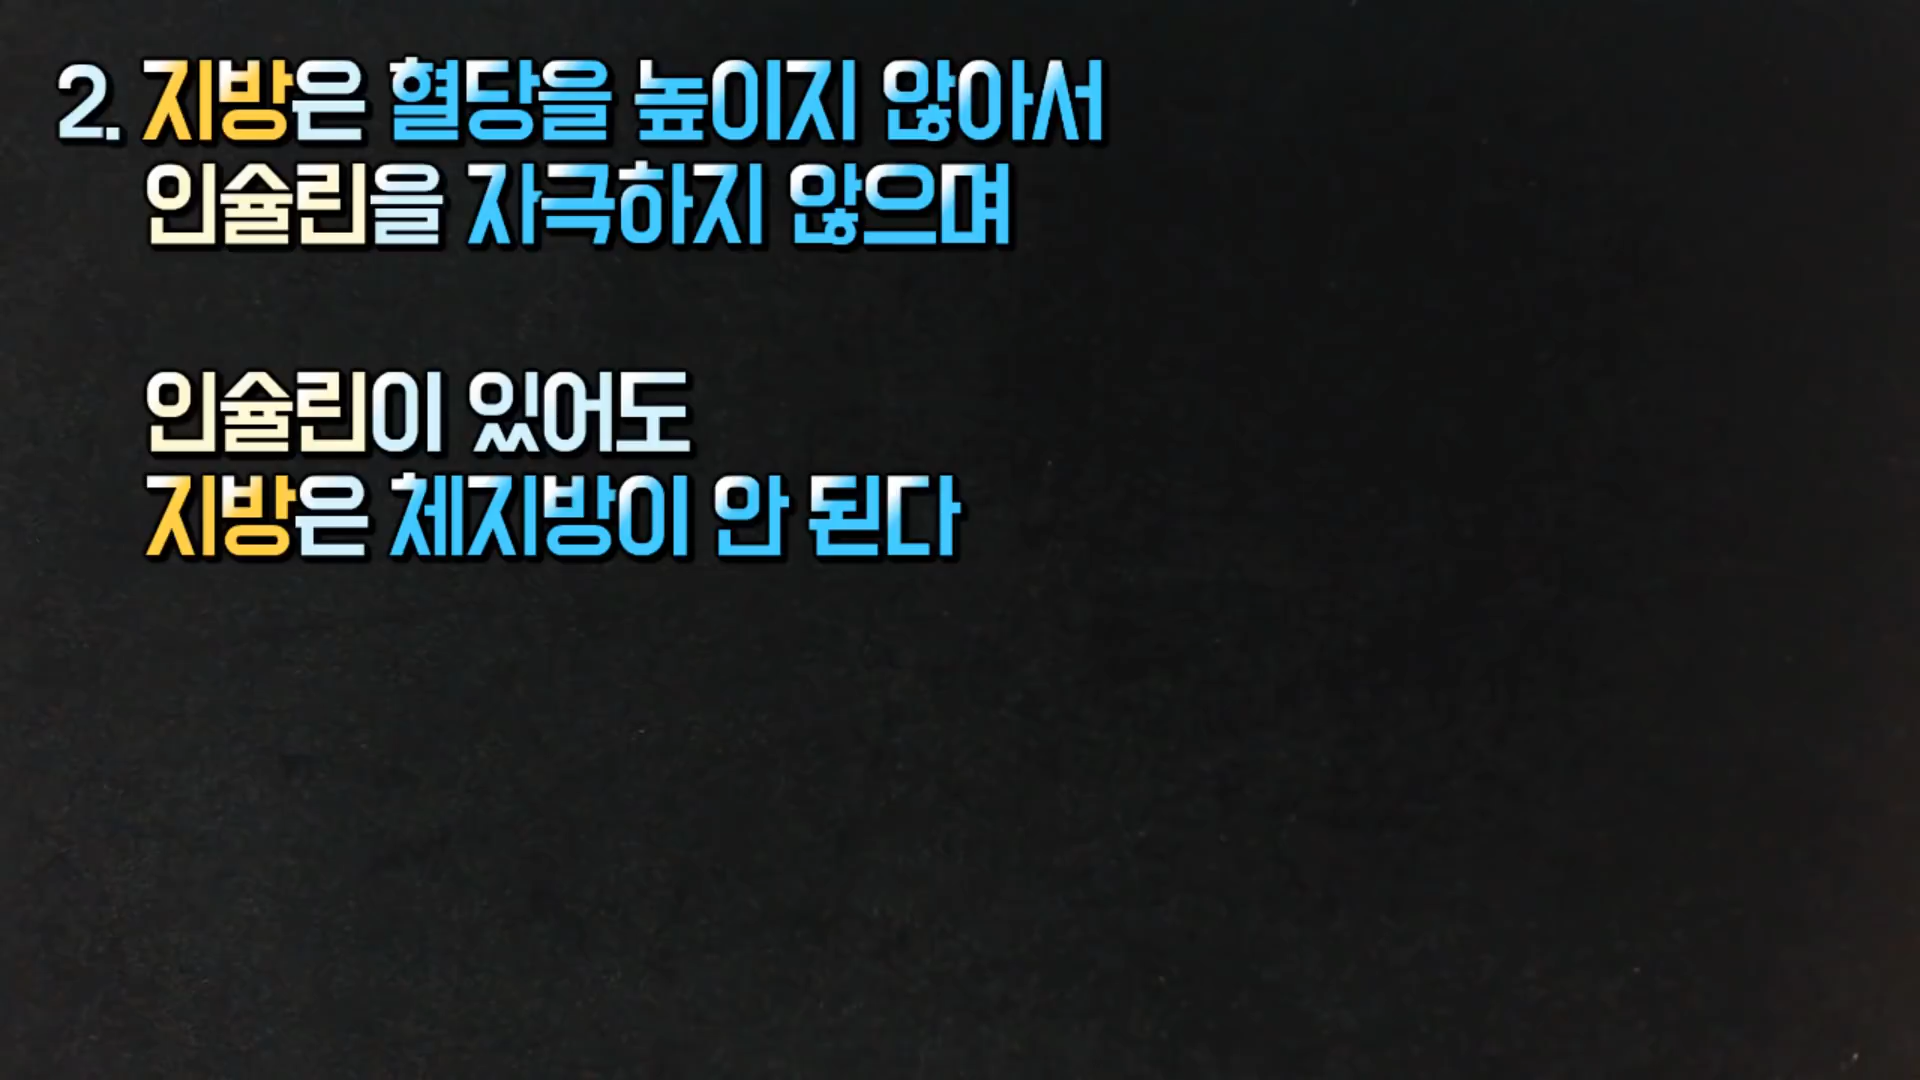 2. 지방은 혈당을 높이지 않아서
인슐린을 자극하지 않으며
인슐린이 있어도
지방은 체지방이 안 된다